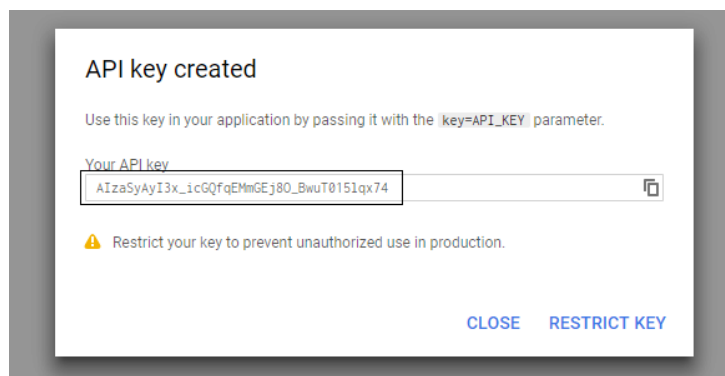 API key created
Use this key in your application by passing it with the key=API_KEY parameter.
Your API key
AIzaSyAyI3x_icGQfqEMmGEj8O_BwuT015lqx74
Restrict your key to prevent unauthorized use in production.
CLOSE RESTRICT KEY